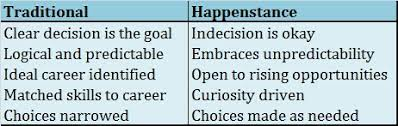 Traditional Happenstance
Clear decision is the goal Indecision is okay
Logical and predictable Embraces unpredictability
Ideal career identified Open to rising opportunities
Matched skills to career Curiosity driven
Choices narrowed Choices made as needed